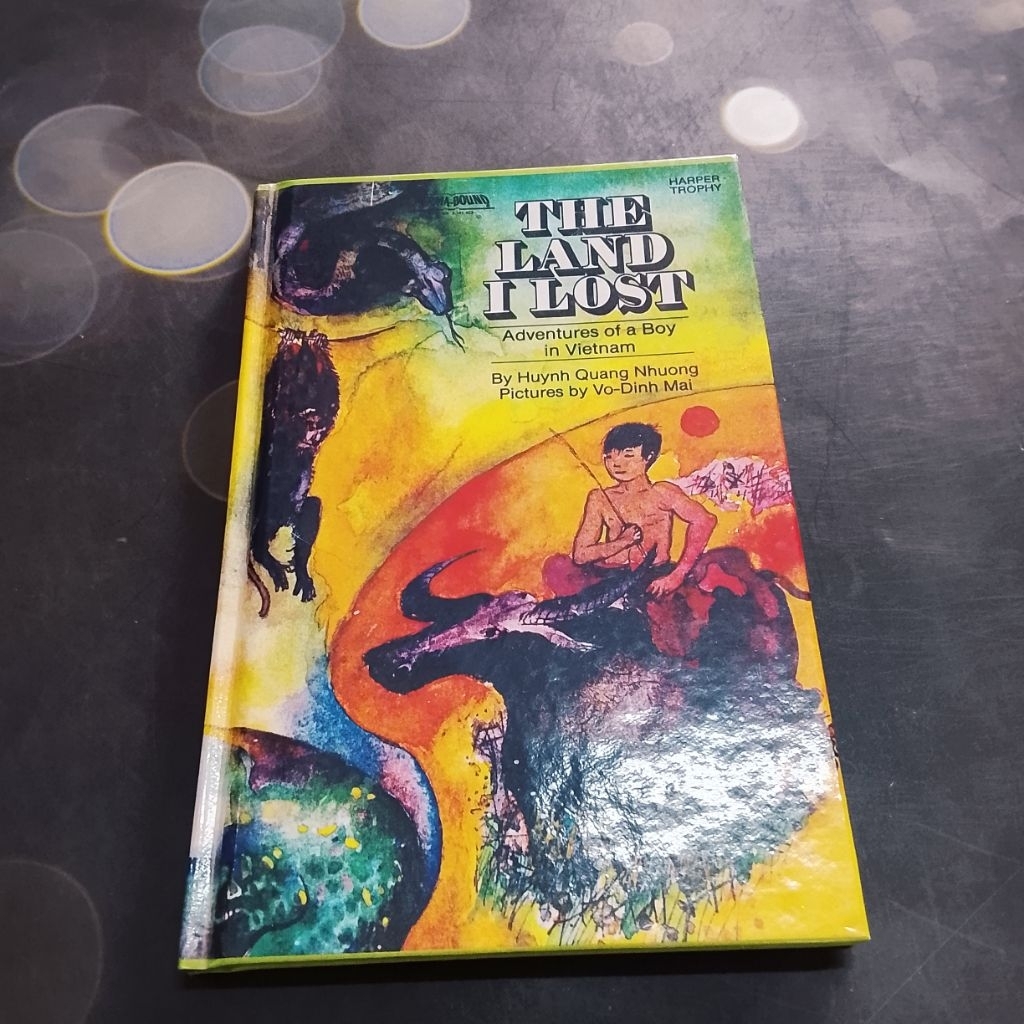 HARPER
TROPHY
THE
LAND
I LOST
Adventures of a Boy
in Vietnam
By Huynh Quang Nhuong
Pictures by Vo-Dinh Mai